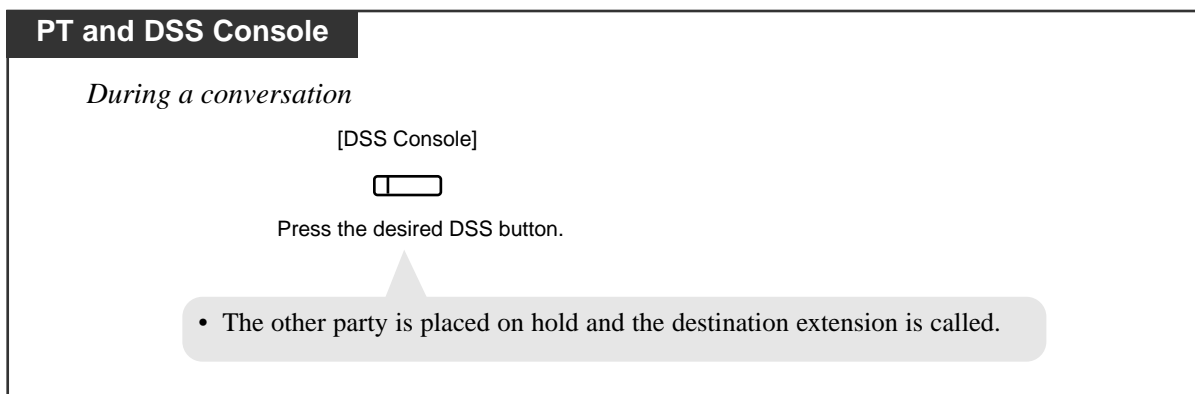 PT and DSS Console
During a conversation
[DSS Console]
Press the desired DSS button.
• The other party is placed on hold and the destination extension is called.